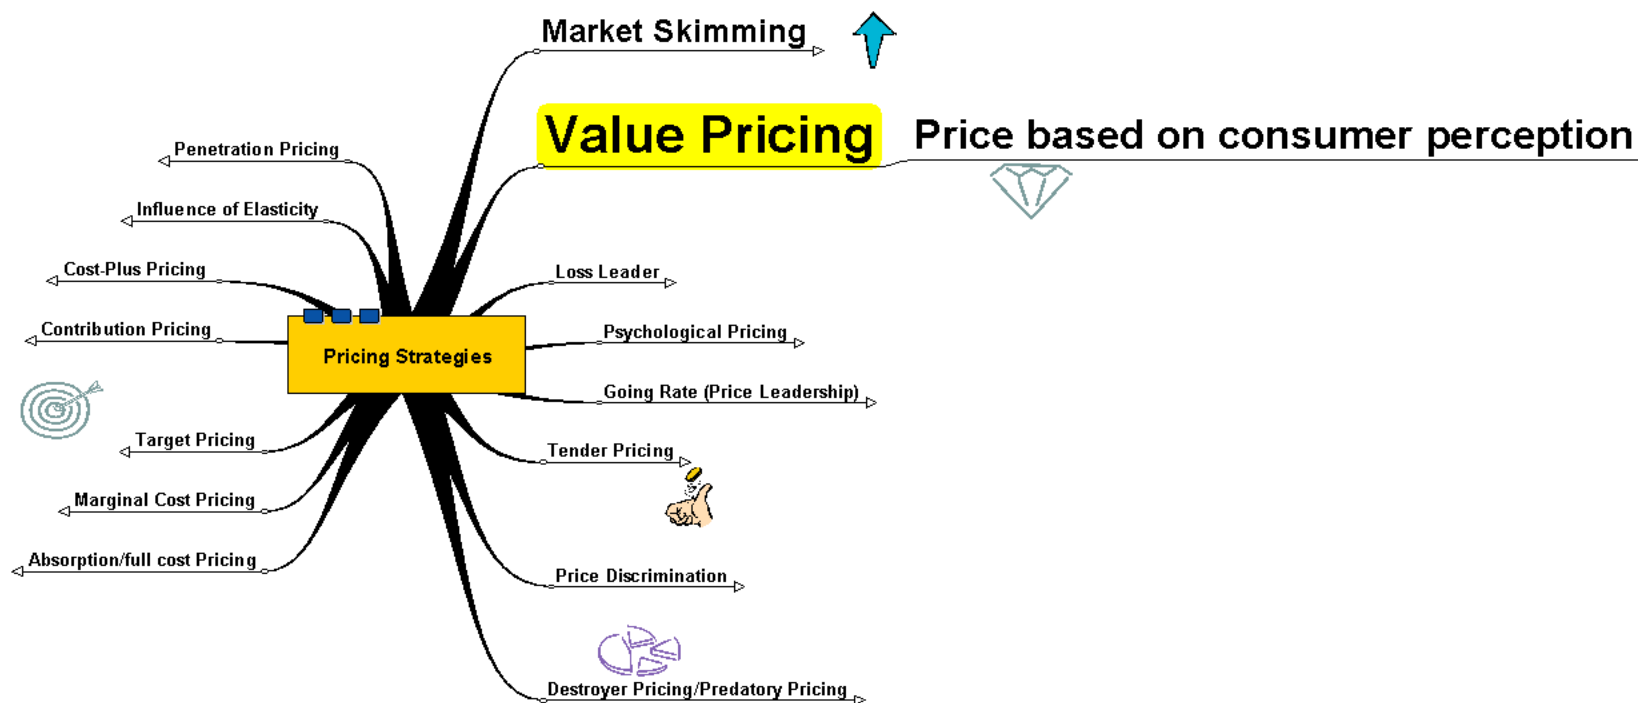 Market Skimming
Value Pricing
Price based on consumer perception
Penetration Pricing
Influence of Elasticity
Cost-Plus Pricing
Loss Leader
Contribution Pricing
Psychological Pricing
Pricing Strategies
Going Rate (Price Leadership)
Target Pricing
Tender Pricing
Marginal Cost Pricing
Absorption/full cost Pricing
Price Discrimination
Destroyer Pricing/Predatory Pricing